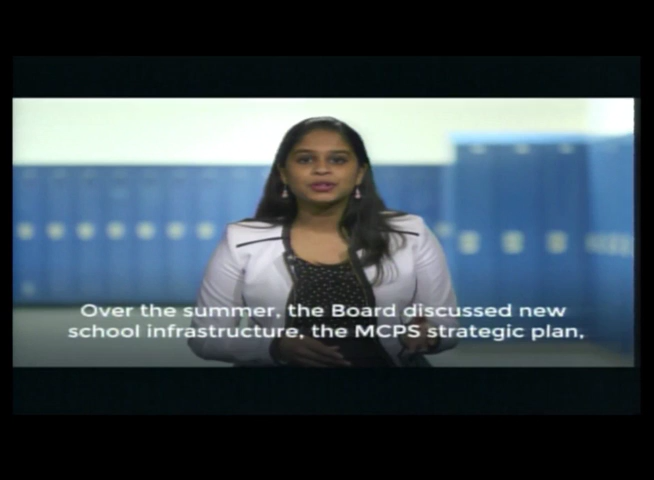 Over the summer, the Board discussed new
school infrastructure, the MCPS strategic plan,